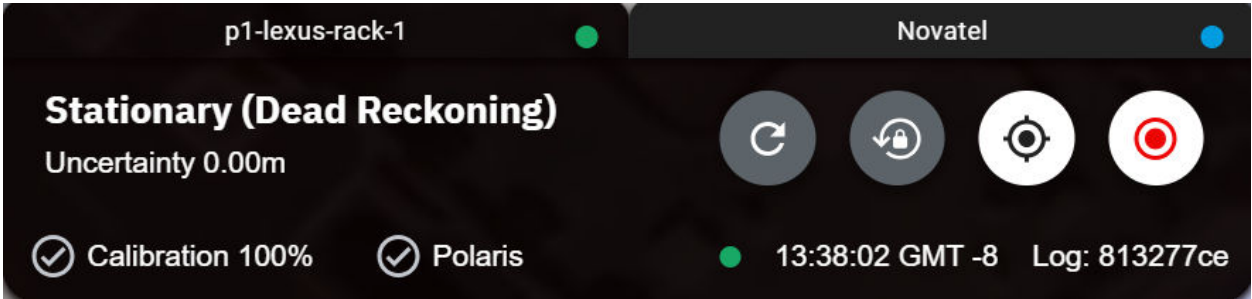 p1-lexus-rack-1
Novatel
Stationary (Dead Reckoning)
Uncertainty 0.00m
Calibration 100%
Polaris
13:38:02 GMT -8
Log: 813277ce